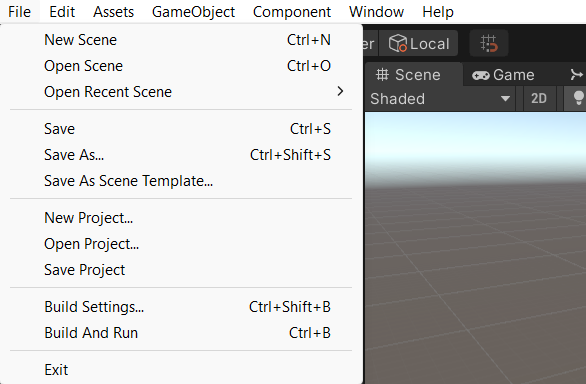 File Edit Assets GameObject Component Window Help
New Scene Ctrl+N
Open Scene Ctrl+O
Open Recent Scene
Save Ctrl+S
Save As... Ctrl+Shift+S
Save As Scene Template...
New Project...
Open Project...
Save Project
Build Settings... Ctrl+Shift+B
Build And Run Ctrl+B
Exit
Local
Scene Game
Shaded 2D